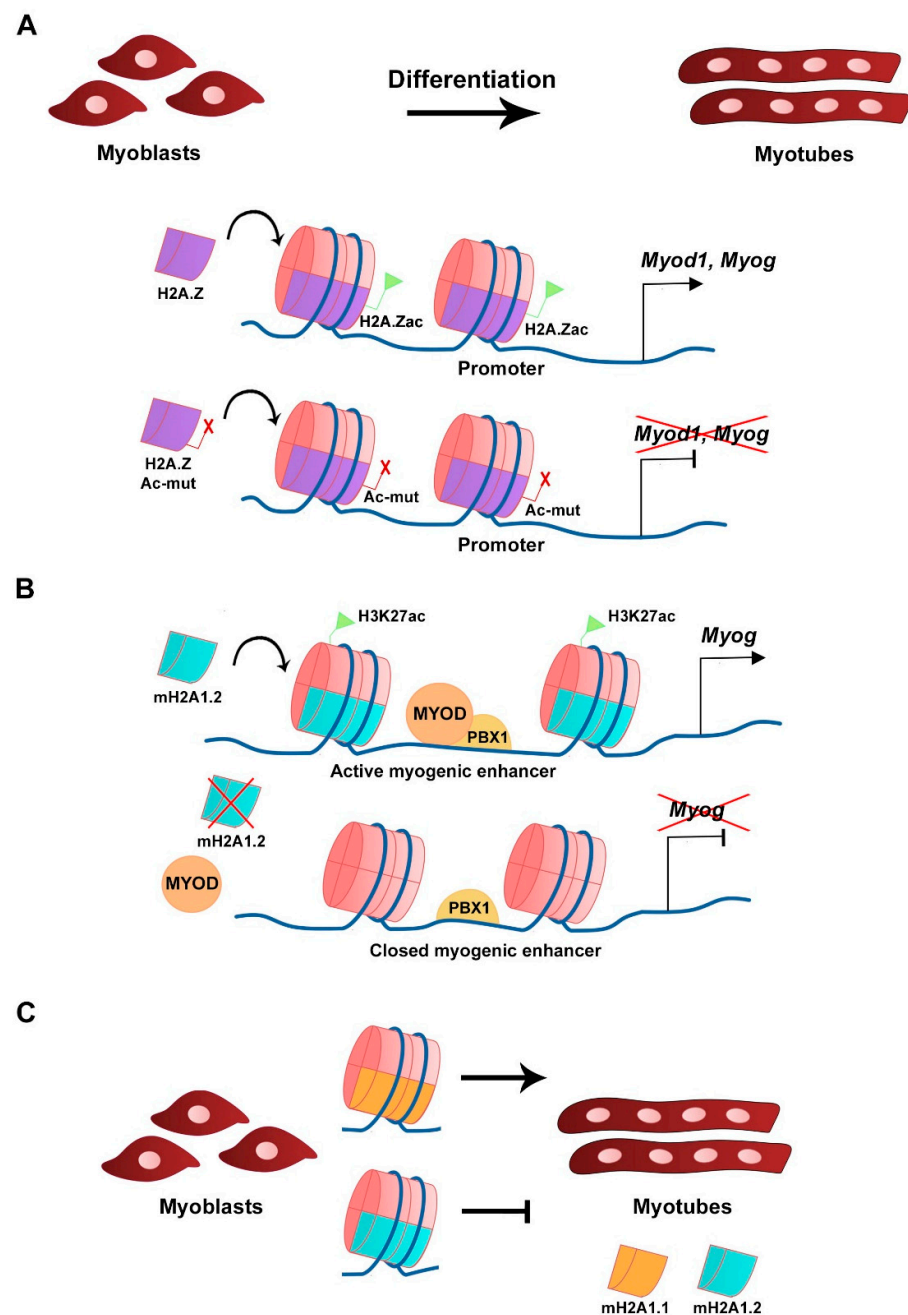 A
Differentiation
Myoblasts
Myotubes
H2A.Z
H2A.Zac
H2A.Zac
Myod1, Myog
Promoter
H2A.Z
Ac-mut
Ac-mut
Ac-mut
Myod1, Myog
Promoter
B
H3K27ac
H3K27ac
mH2A1.2
MYOD
PBX1
Myog
Active myogenic enhancer
mH2A1.2
MYOD
PBX1
Myog
Closed myogenic enhancer
C
Myoblasts
Myotubes
mH2A1.1
mH2A1.2